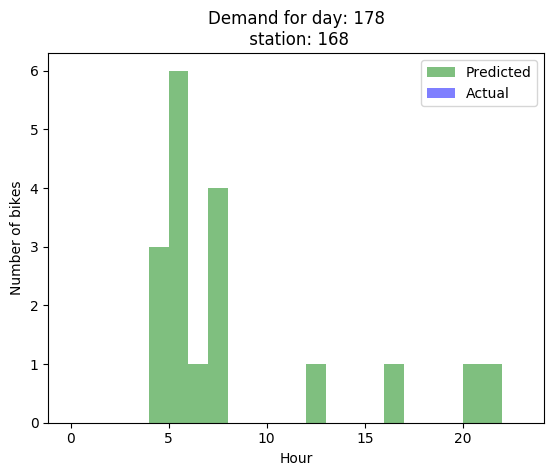 Demand for day: 178
station: 168
Predicted
Actual
Number of bikes
6
5
4
3
2
1
0
0 5 10 15 20
Hour